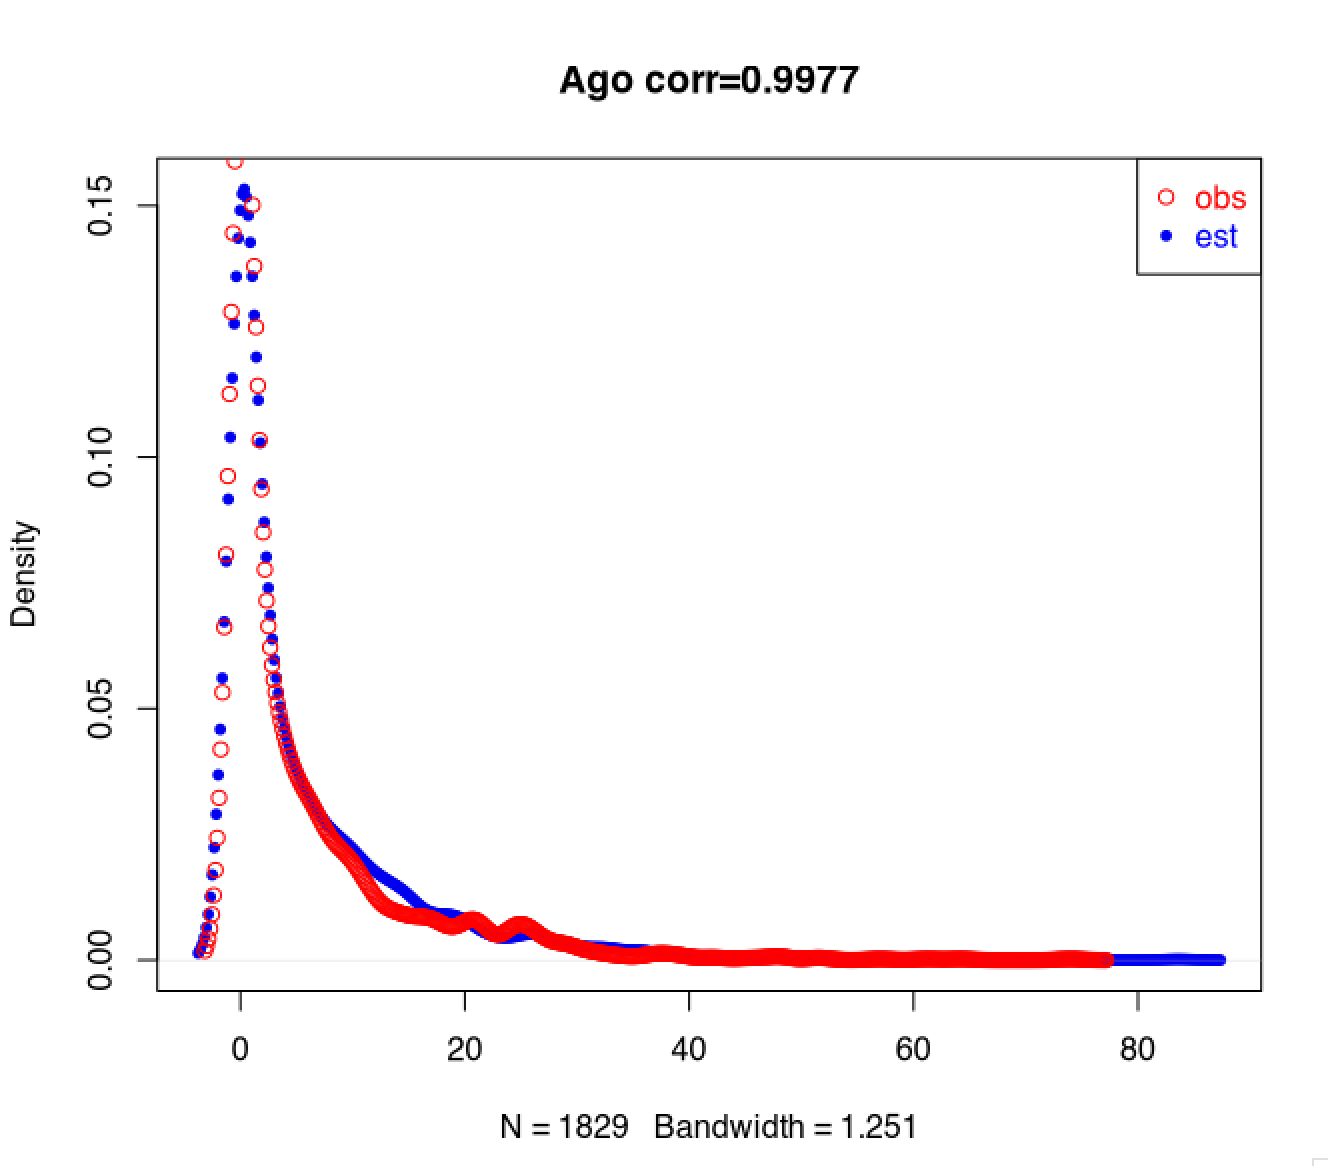 Ago corr=0.9977
obs
est
Density
0.15
0.10
0.05
0.00
0 20 40 60 80
N = 1829 Bandwidth = 1.251